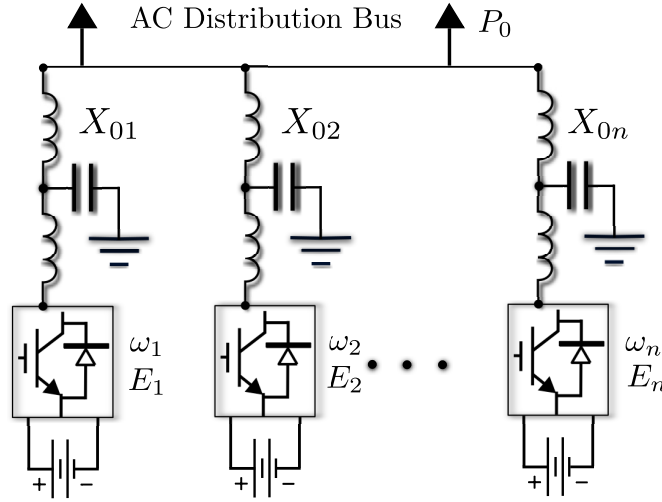 AC Distribution Bus P₀
X₀₁ X₀₂ X₀ₙ
ω₁ ω₂ ωₙ
E₁ E₂ • • • Eₙ
+ − + − + −